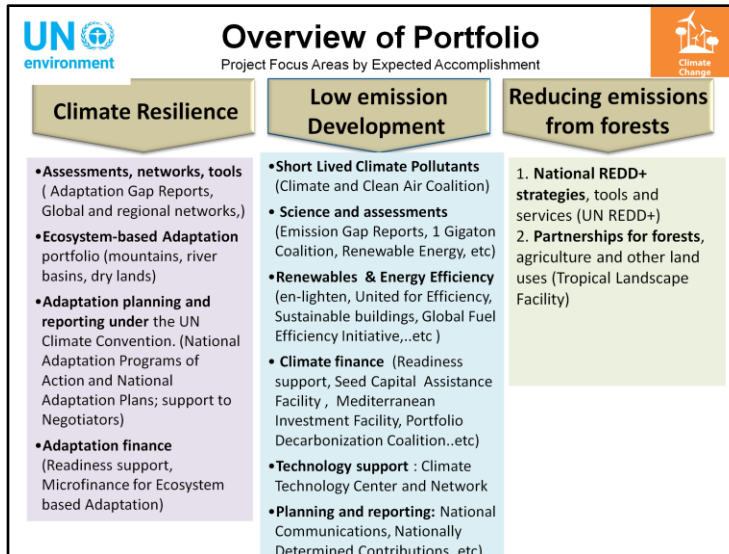 UN
environment
Overview of Portfolio
Project Focus Areas by Expected Accomplishment
Climate
Change
Climate Resilience
•Assessments, networks, tools
( Adaptation Gap Reports,
Global and regional networks,)
•Ecosystem-based Adaptation
portfolio (mountains, river
basins, dry lands)
•Adaptation planning and
reporting under the UN
Climate Convention. (National
Adaptation Programs of
Action and National
Adaptation Plans; support to
Negotiators)
•Adaptation finance
(Readiness support,
Microfinance for Ecosystem
based Adaptation)
Low emission
Development
•Short Lived Climate Pollutants
(Climate and Clean Air Coalition)
• Science and assessments
(Emission Gap Reports, 1 Gigaton
Coalition, Renewable Energy, etc)
•Renewables & Energy Efficiency
(en-lighten, United for Efficiency,
Sustainable buildings, Global Fuel
Efficiency Initiative,..etc )
• Climate finance (Readiness
support, Seed Capital Assistance
Facility , Mediterranean
Investment Facility, Portfolio
Decarbonization Coalition..etc)
•Technology support : Climate
Technology Center and Network
•Planning and reporting: National
Communications, Nationally
Determined Contributions, etc)
Reducing emissions
from forests
1. National REDD+
strategies, tools and
services (UN REDD+)
2. Partnerships for forests,
agriculture and other land
uses (Tropical Landscape
Facility)